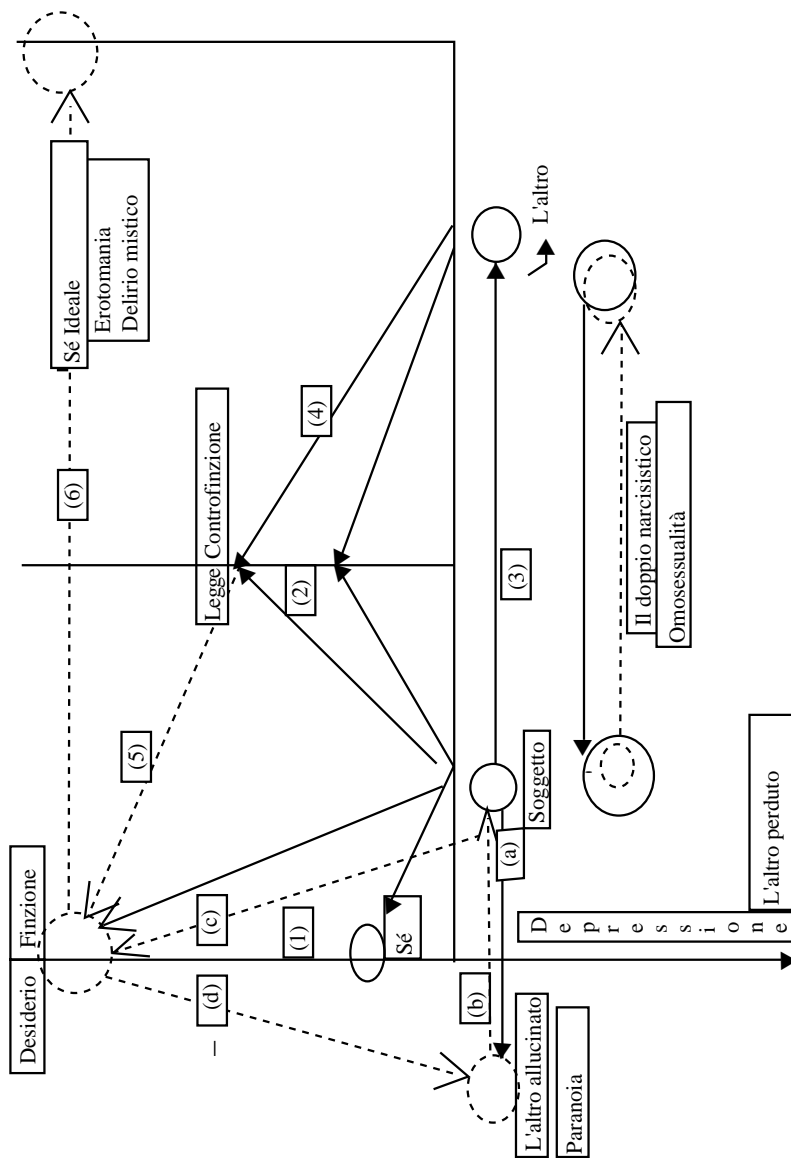 Sé Ideale
Erotomania
Delirio mistico
(6)
Legge Controfinzione
(4)
(2)
(5)
Desiderio Finzione
(c)
(1)
(d)
Sé
L'altro
(3)
Soggetto
(a)
(b)
L'altro allucinato
Paranoia
Il doppio narcisistico
Omosessualità
Depressione
L'altro perduto